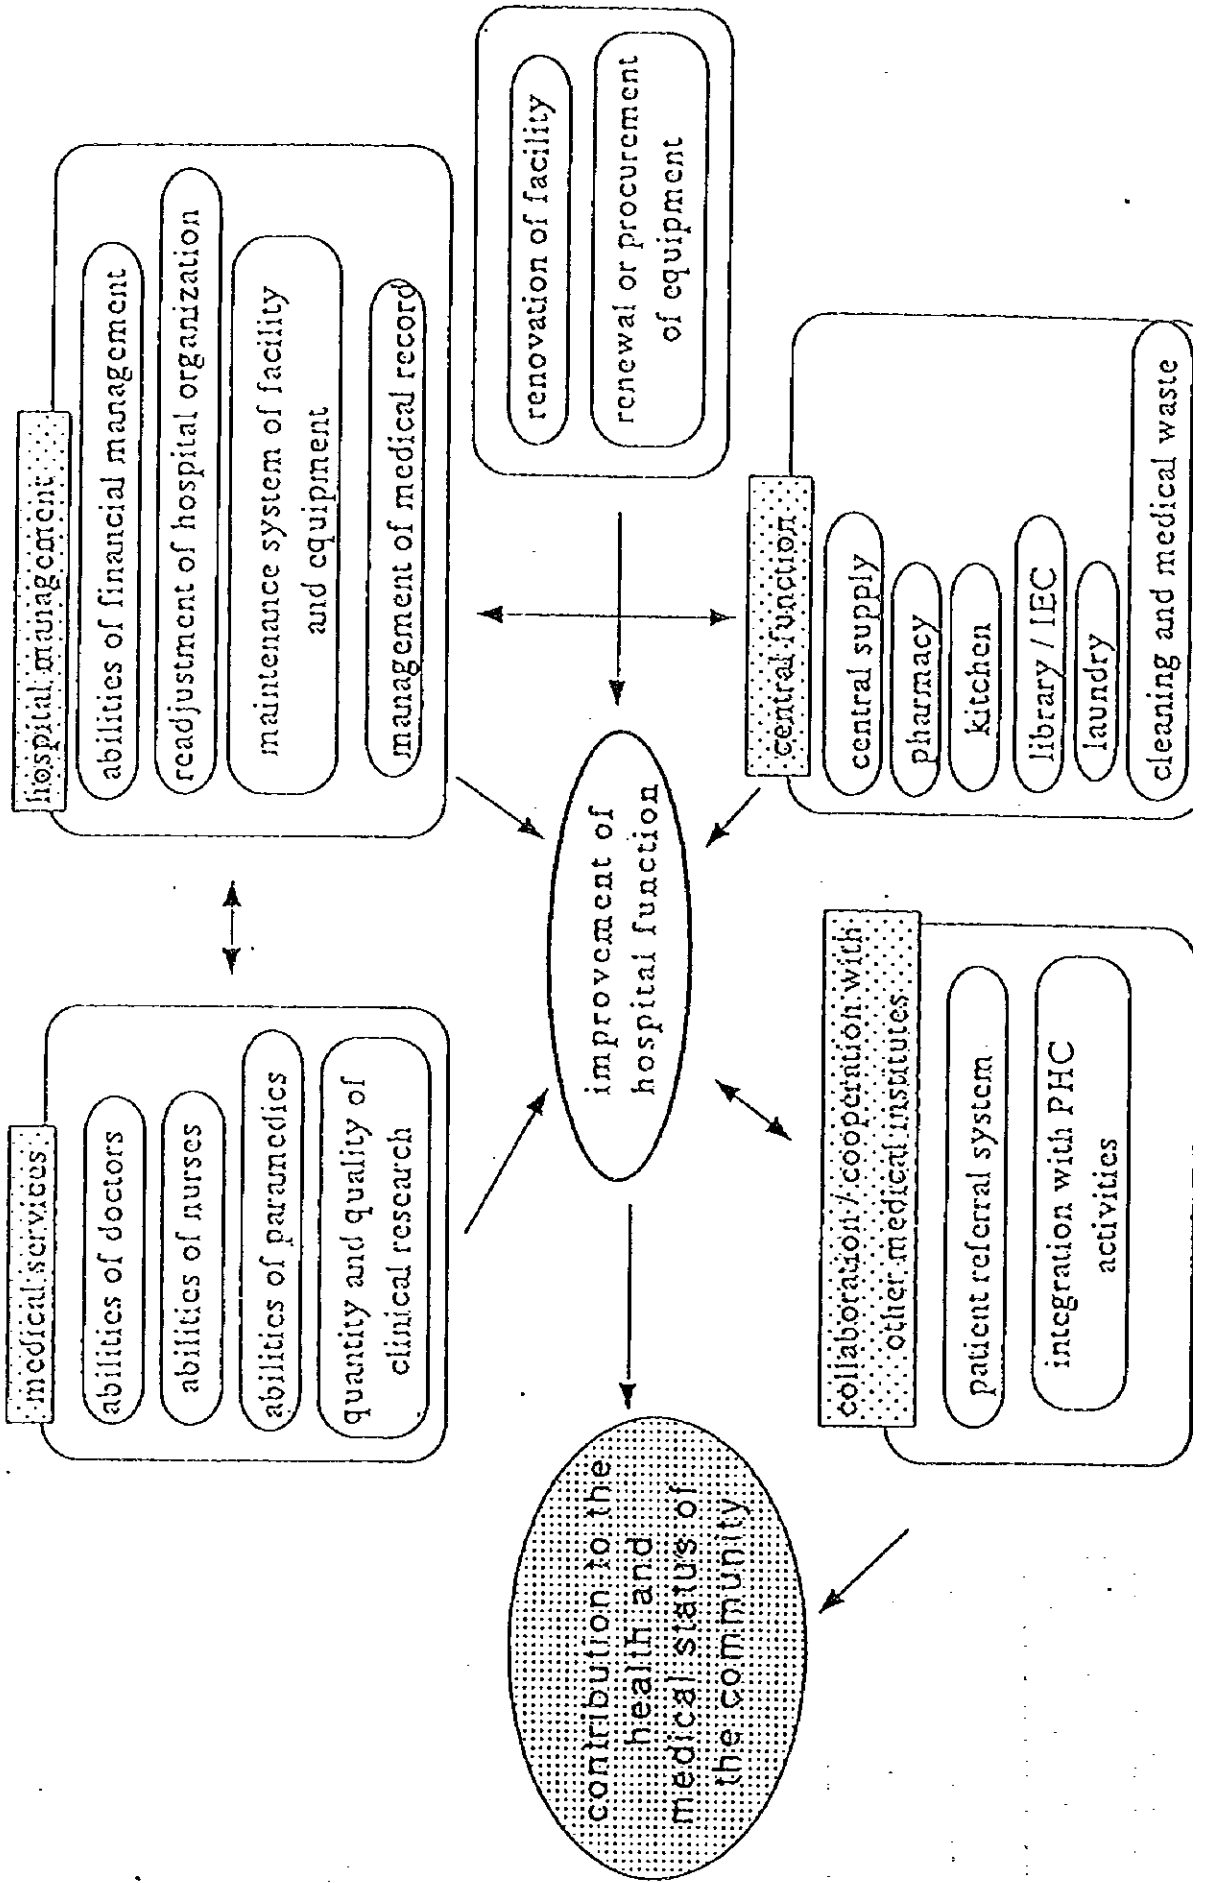 medical services
abilities of doctors
abilities of nurses
abilities of paramedics
quantity and quality of
clinical research
hospital management
abilities of financial management
readjustment of hospital organization
maintenance system of facility
and equipment
management of medical record
contribution to the
health and
medical status of
the community
improvement of
hospital function
renovation of facility
renewal or procurement
of equipment
collaboration / cooperation with
other medical institutes
patient referral system
integration with PHC
activities
central function
central supply
pharmacy
kitchen
library / IEC
laundry
cleaning and medical waste